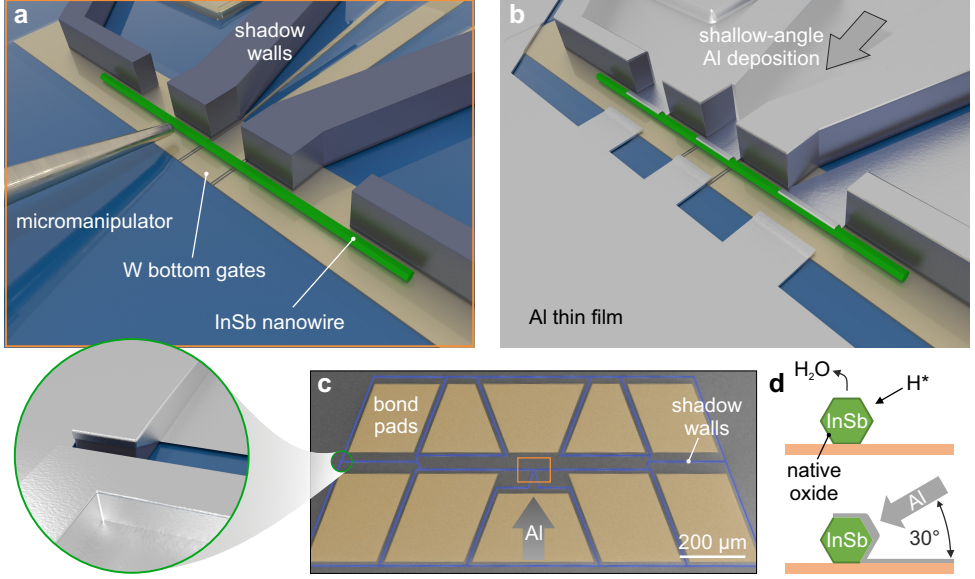 a
shadow
walls
micromanipulator
W bottom gates
InSb nanowire
b
shallow-angle
Al deposition
Al thin film
c
bond
pads
shadow
walls
Al
200 μm
d
H₂O
H*
InSb
native
oxide
Al
InSb
30°